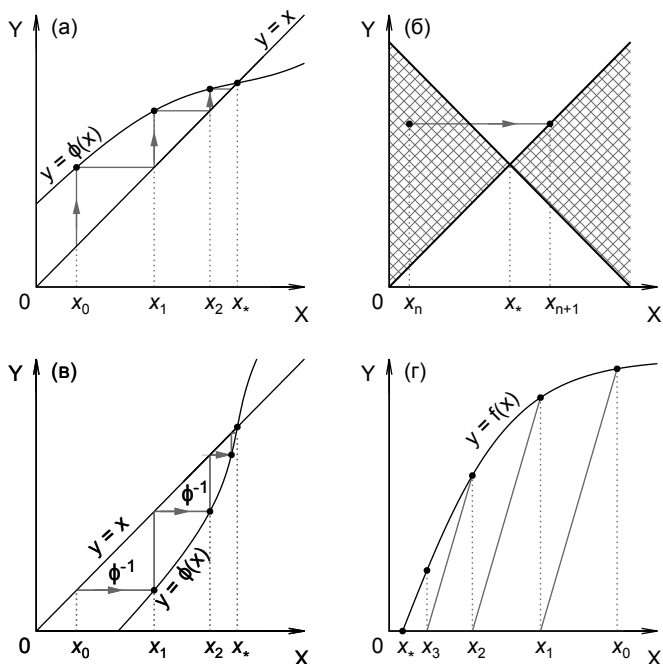 Y (а)
y = x
y = ϕ(x)
0 x₀ x₁ x₂ x* X
Y (б)
0 xₙ x* xₙ₊₁ X
Y (в)
ϕ⁻¹
y = x
ϕ⁻¹
y = ϕ(x)
0 x₀ x₁ x₂ x* X
Y (г)
y = f(x)
0 x* x₃ x₂ x₁ x₀ X